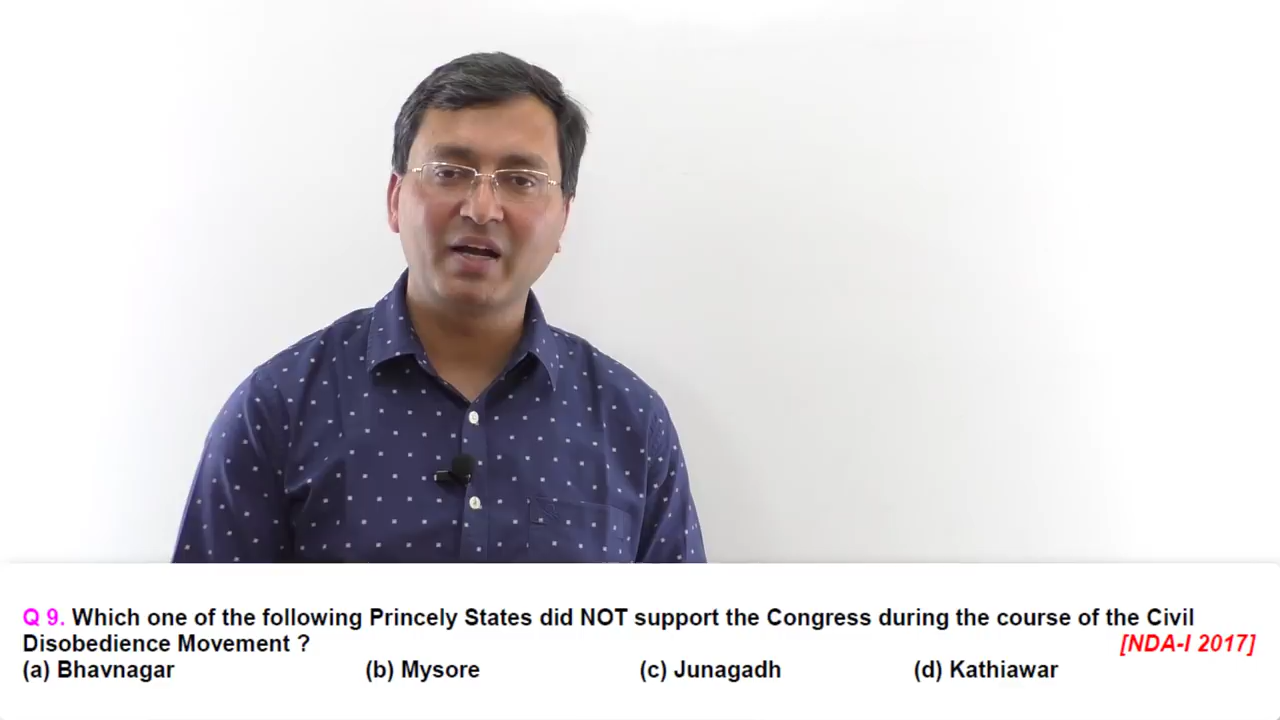 Q 9. Which one of the following Princely States did NOT support the Congress during the course of the Civil
Disobedience Movement ? [NDA-I 2017]
(a) Bhavnagar (b) Mysore (c) Junagadh (d) Kathiawar